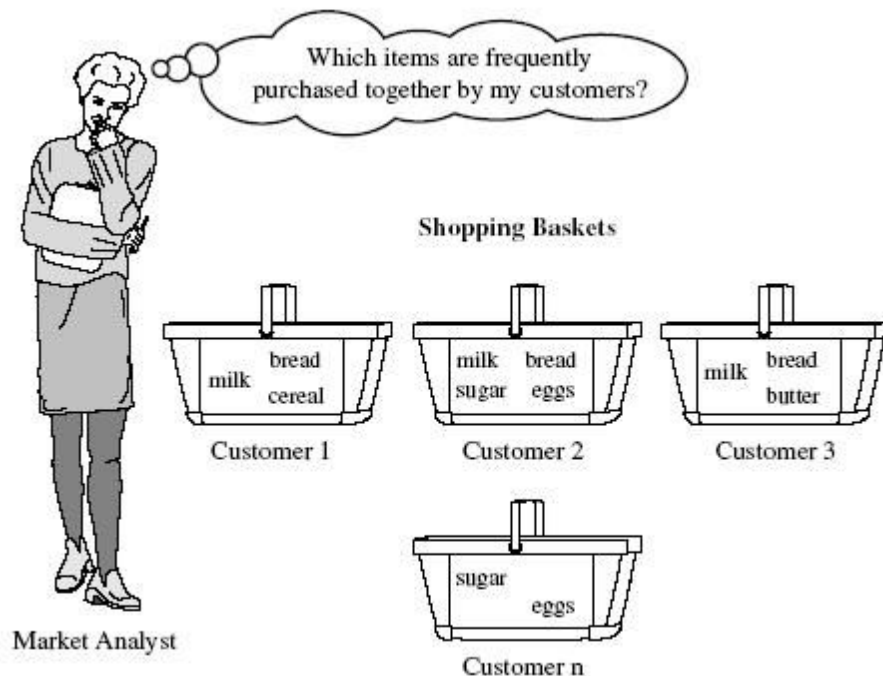 Which items are frequently
purchased together by my customers?
Shopping Baskets
milk
bread
cereal
Customer 1
milk bread
sugar eggs
Customer 2
milk
bread
butter
Customer 3
sugar
eggs
Customer n
Market Analyst